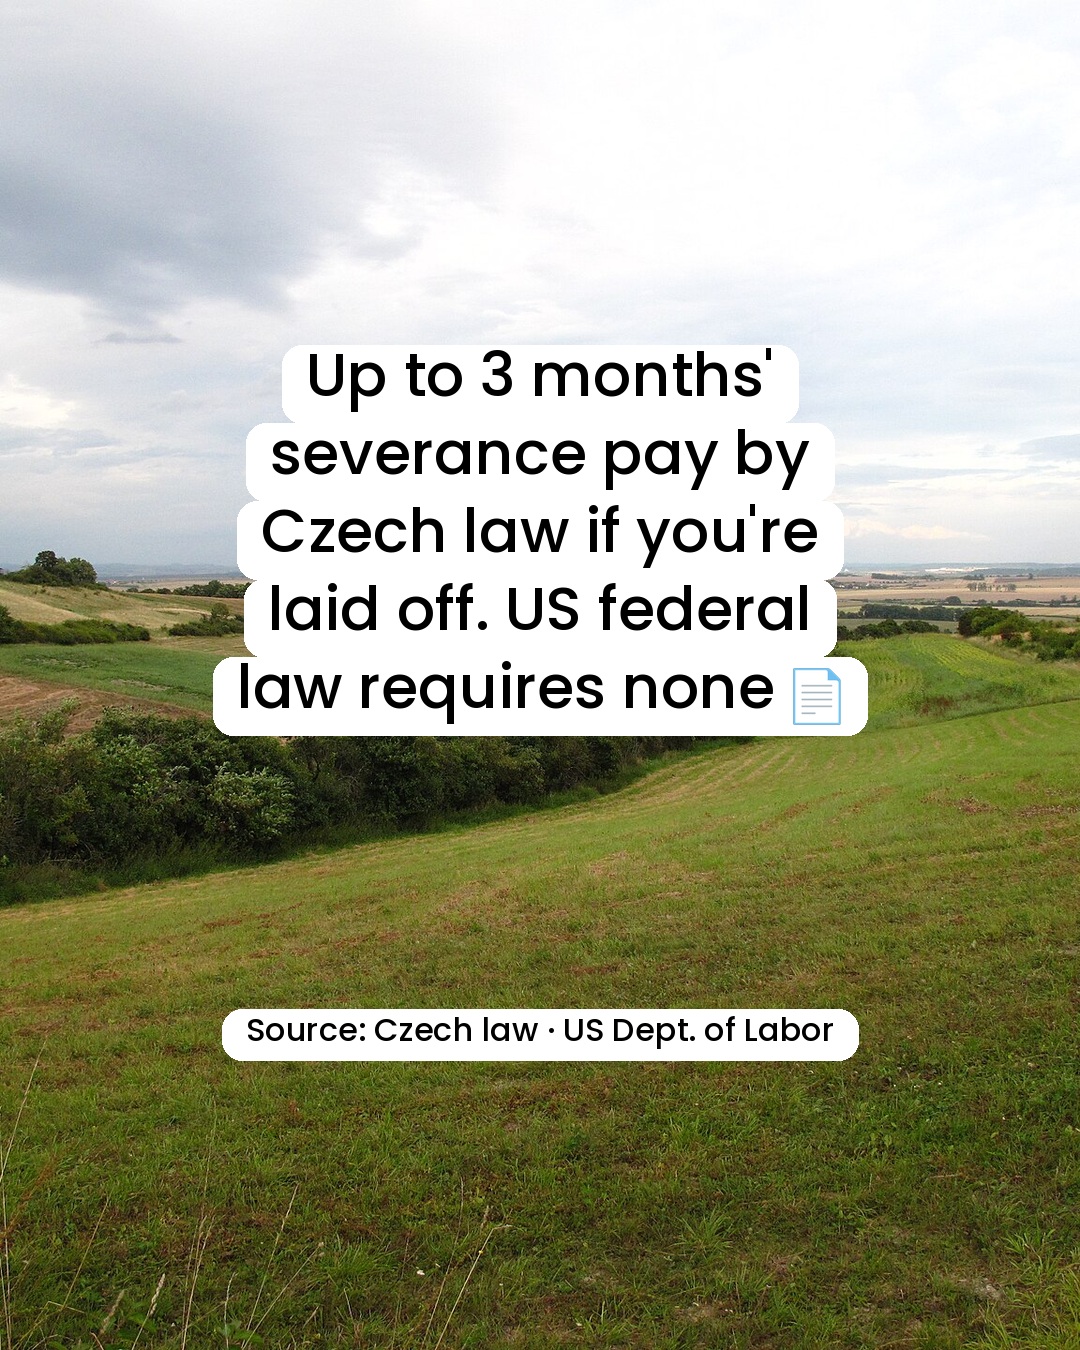 Up to 3 months'
severance pay by
Czech law if you're
laid off. US federal
law requires none 📄
Source: Czech law · US Dept. of Labor